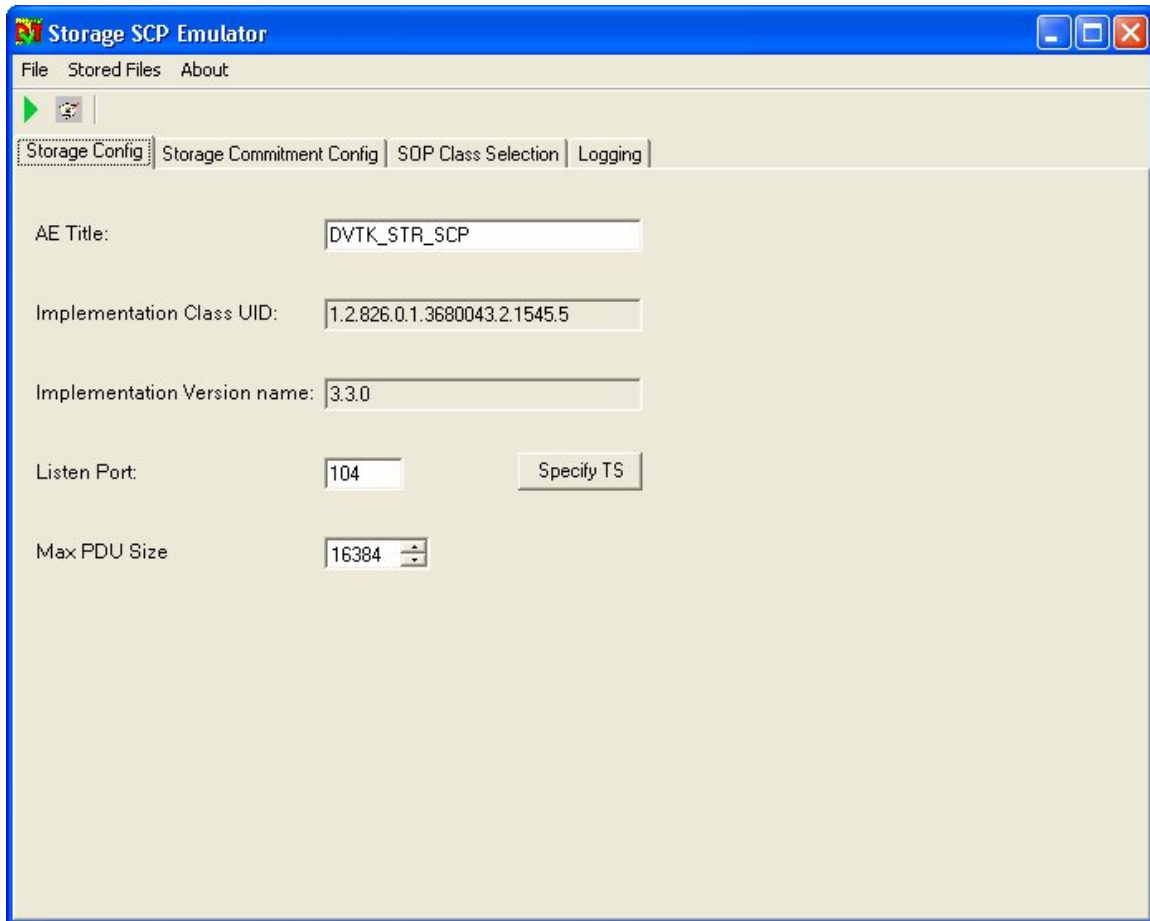 Storage SCP Emulator
File Stored Files About
Storage Config Storage Commitment Config SOP Class Selection Logging
AE Title: DVTK_STR_SCP
Implementation Class UID: 1.2.826.0.1.3680043.2.1545.5
Implementation Version name: 3.3.0
Listen Port: 104 Specify TS
Max PDU Size 16384